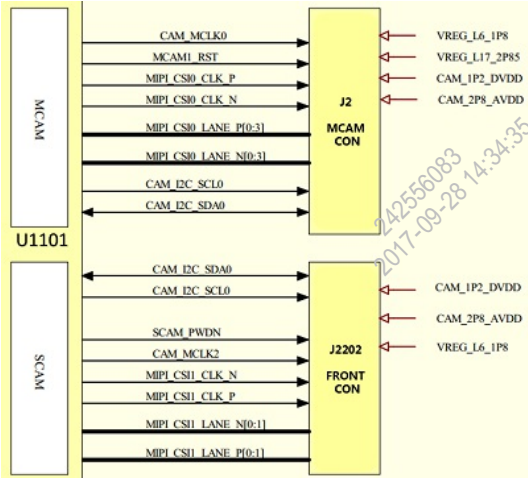 CAM_MCLK0
MCAM1_RST
MIPI_CSI0_CLK_P
MIPI_CSI0_CLK_N
MIPI_CSI0_LANE_P[0:3]
MIPI_CSI0_LANE_N[0:3]
CAM_I2C_SCL0
CAM_I2C_SDA0
MCAM
J2
MCAM
CON
VREG_L6_1P8
VREG_L17_2P85
CAM_1P2_DVDD
CAM_2P8_AVDD
242556083
2017-09-28 14:34:35
U1101
CAM_I2C_SDA0
CAM_I2C_SCL0
SCAM_PWDN
CAM_MCLK2
MIPI_CSI1_CLK_N
MIPI_CSI1_CLK_P
MIPI_CSI1_LANE_N[0:1]
MIPI_CSI1_LANE_P[0:1]
SCAM
J2202
FRONT
CON
CAM_1P2_DVDD
CAM_2P8_AVDD
VREG_L6_1P8